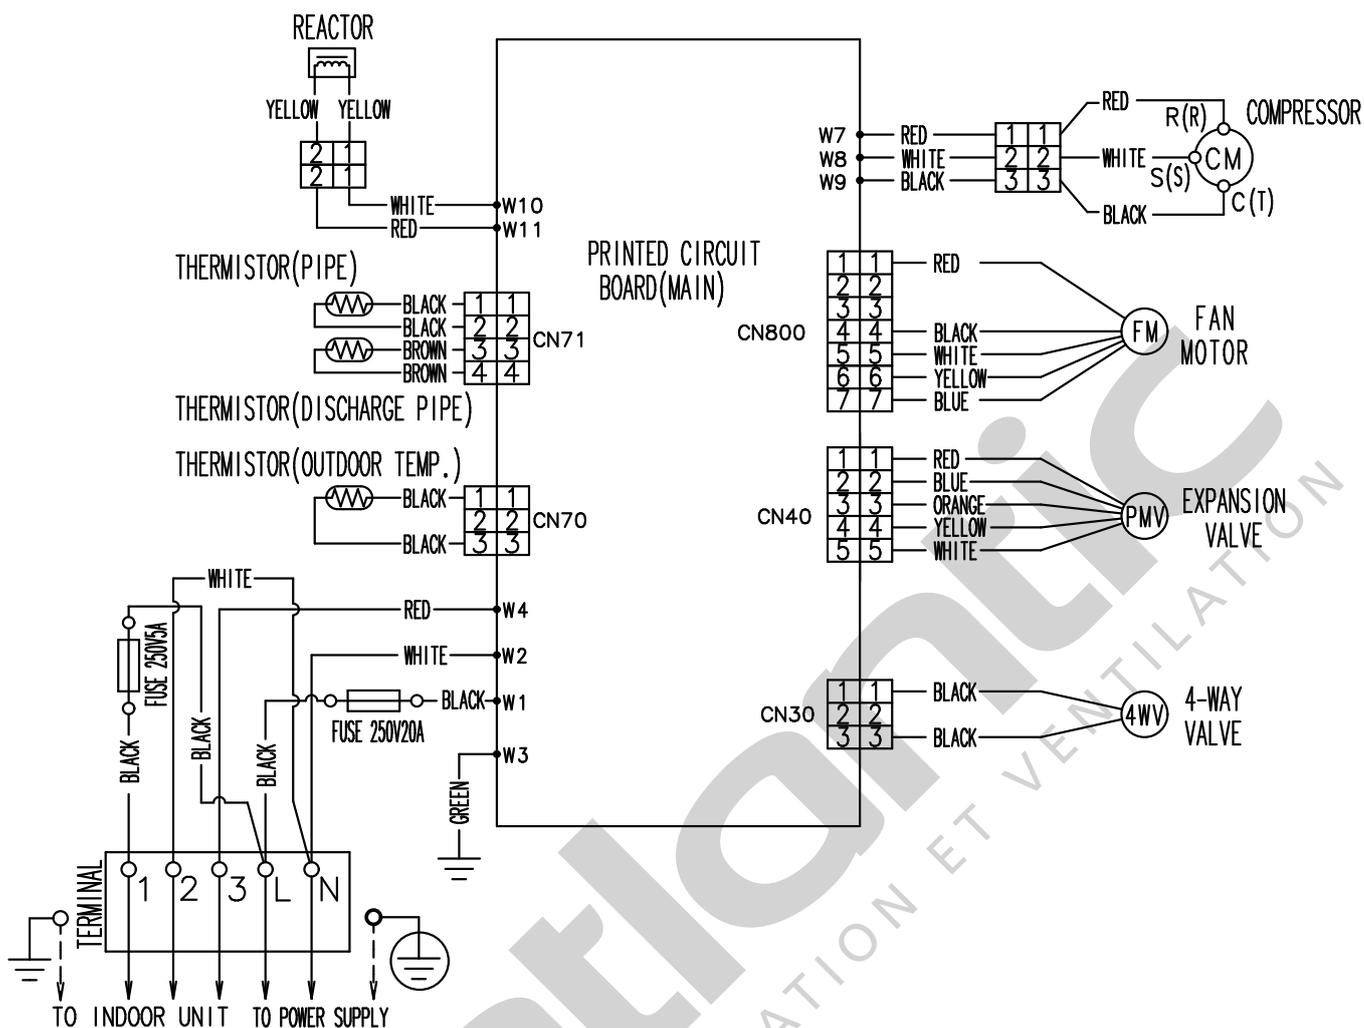 REACTOR
YELLOW YELLOW
2 1
2 1
WHITE W10
RED W11
THERMISTOR(PIPE)
BLACK 1 1
BLACK 2 2
BROWN 3 3
BROWN 4 4
CN71
THERMISTOR(DISCHARGE PIPE)
THERMISTOR(OUTDOOR TEMP.)
BLACK 1 1
2 2
BLACK 3 3
CN70
WHITE
RED W4
WHITE W2
FUSE 250V5A
BLACK W1
FUSE 250V20A
BLACK
BLACK
BLACK
W3
GREEN
TERMINAL
1 2 3 L N
TO INDOOR UNIT TO POWER SUPPLY
PRINTED CIRCUIT
BOARD(MAIN)
W7 RED 1 1 RED
W8 WHITE 2 2 WHITE
W9 BLACK 3 3 BLACK
R(R)
S(S)
C(T)
CM
COMPRESSOR
CN800
1 1 RED
2 2
3 3
4 4 BLACK
5 5 WHITE
6 6 YELLOW
7 7 BLUE
FM
FAN
MOTOR
CN40
1 1 RED
2 2 BLUE
3 3 ORANGE
4 4 YELLOW
5 5 WHITE
PMV
EXPANSION
VALVE
CN30
1 1 BLACK
2 2
3 3 BLACK
4WV
4-WAY
VALVE
atlantic
ATION ET VENTILATION